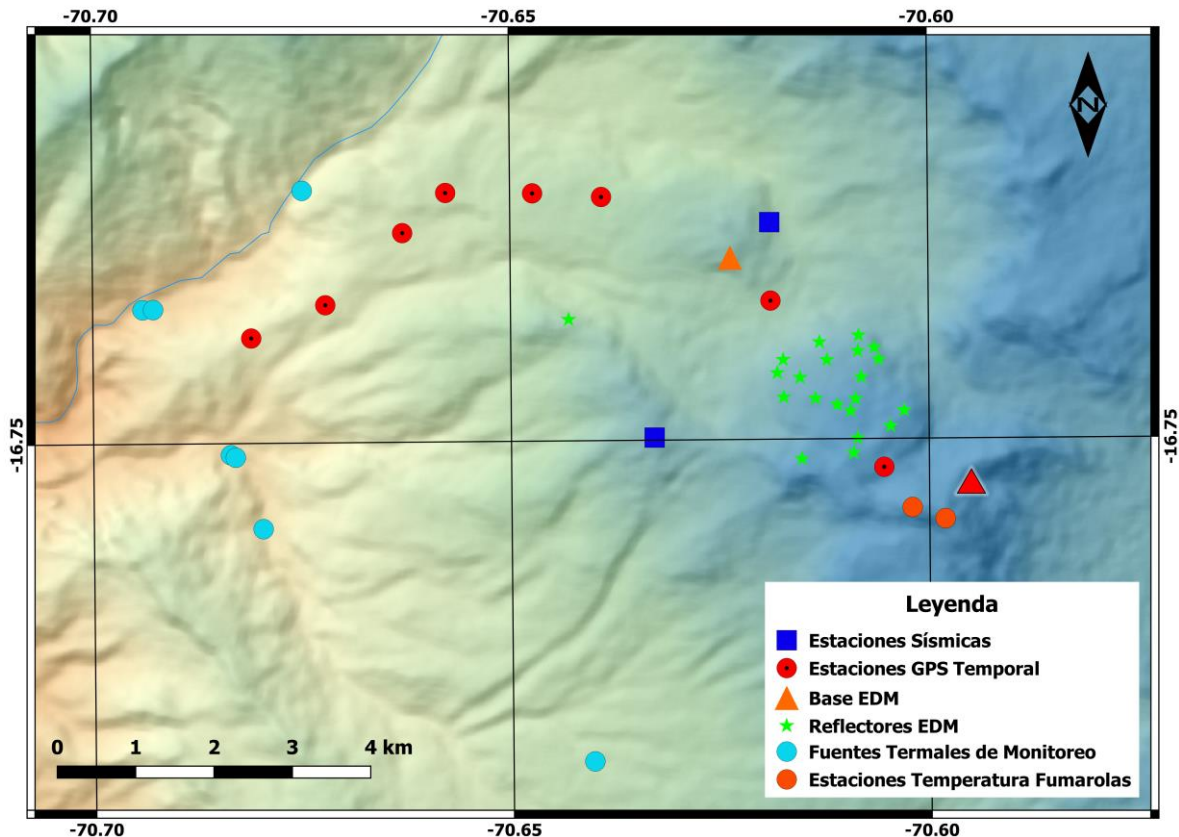 -70.70 -70.65 -70.60
N
-16.75 -16.75
Leyenda
Estaciones Sísmicas
Estaciones GPS Temporal
Base EDM
Reflectores EDM
Fuentes Termales de Monitoreo
Estaciones Temperatura Fumarolas
0 1 2 3 4 km
-70.70 -70.65 -70.60